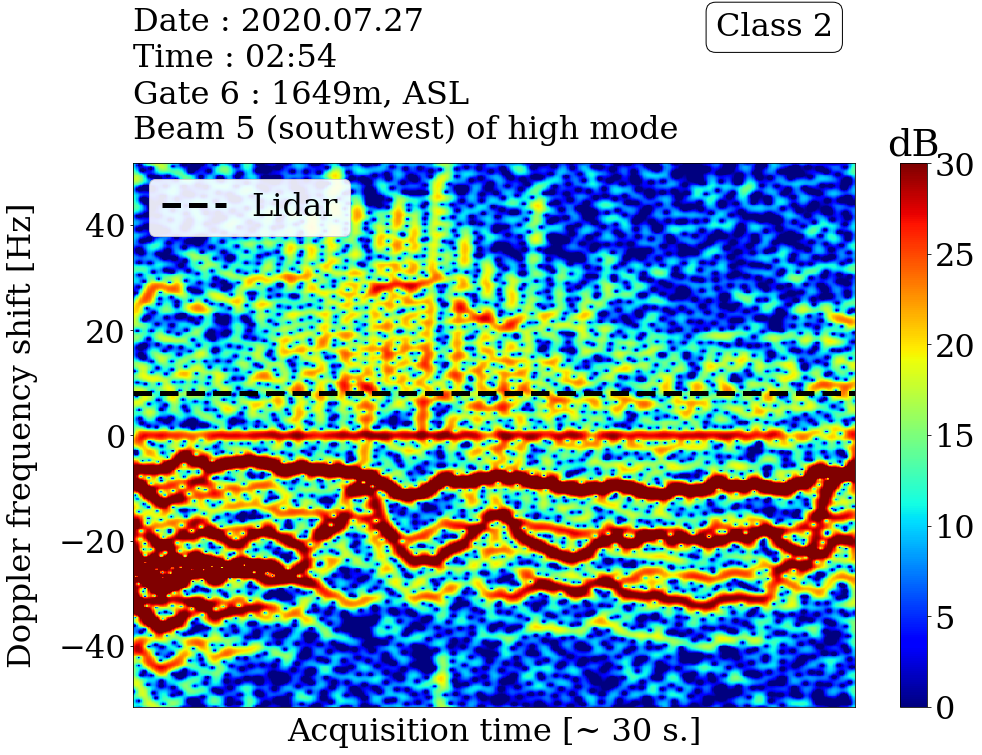 Date : 2020.07.27
Time : 02:54
Gate 6 : 1649m, ASL
Beam 5 (southwest) of high mode
Class 2
dB
Lidar
Doppler frequency shift [Hz]
40
20
0
−20
−40
Acquisition time [~ 30 s.]
30
25
20
15
10
5
0